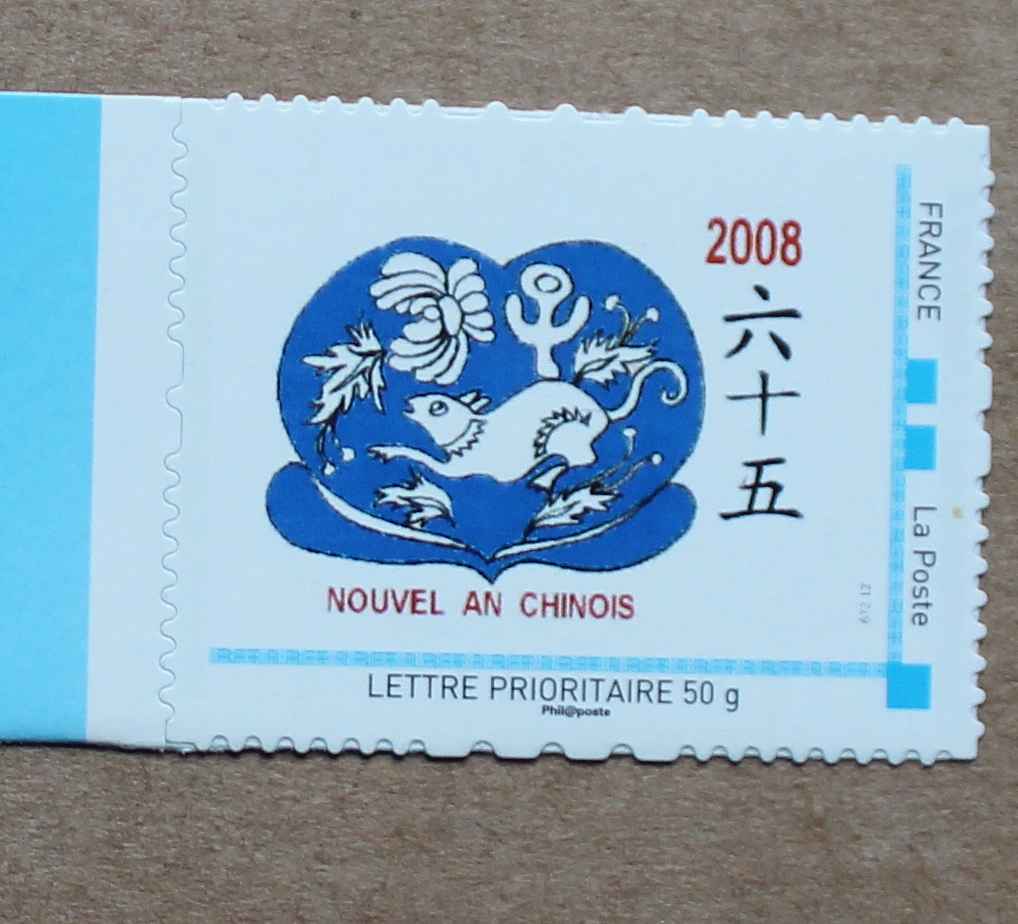 2008
六
十
五
NOUVEL AN CHINOIS
FRANCE
La Poste
LETTRE PRIORITAIRE 50 g
Phil@poste